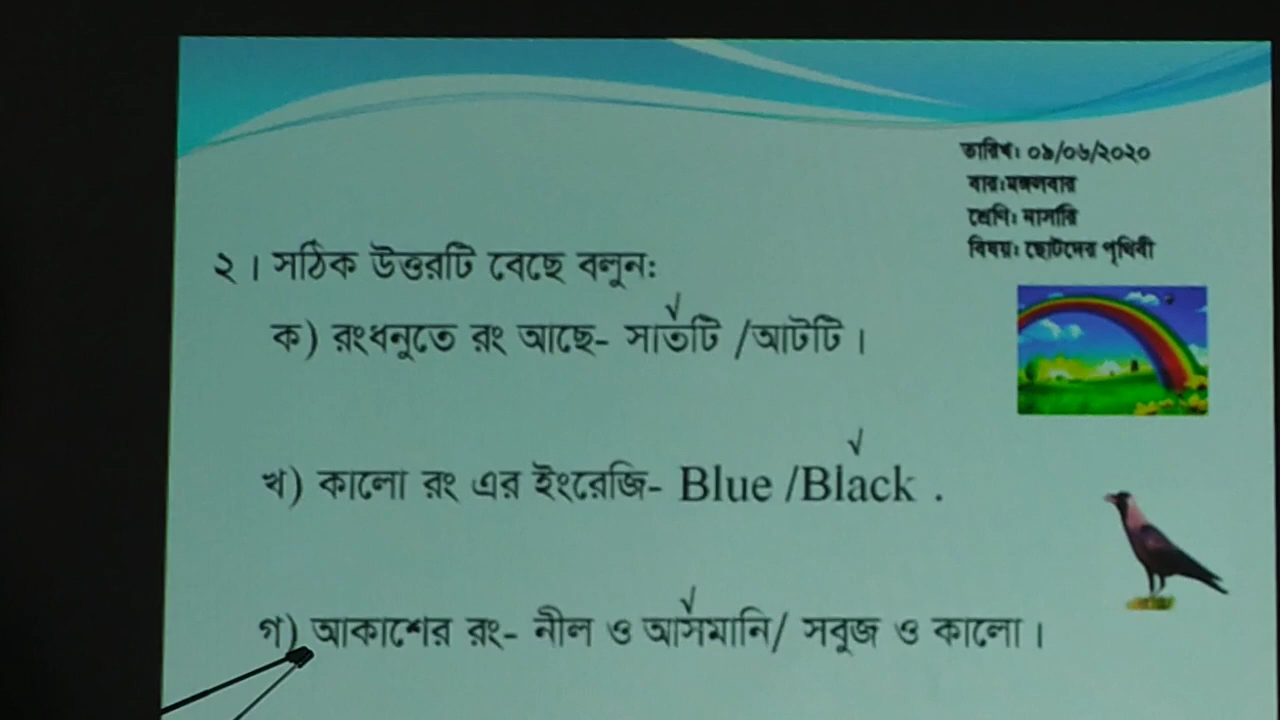 তারিখ: ০৯/০৬/২০২০
বার:মঙ্গলবার
শ্রেণি: নার্সারি
বিষয়: ছোটদের পৃথিবী
২। সঠিক উত্তরটি বেছে বলুন:
ক) রংধনুতে রং আছে- সাতটি /আটটি।
খ) কালো রং এর ইংরেজি- Blue /Black .
গ) আকাশের রং- নীল ও আসমানি/ সবুজ ও কালো।